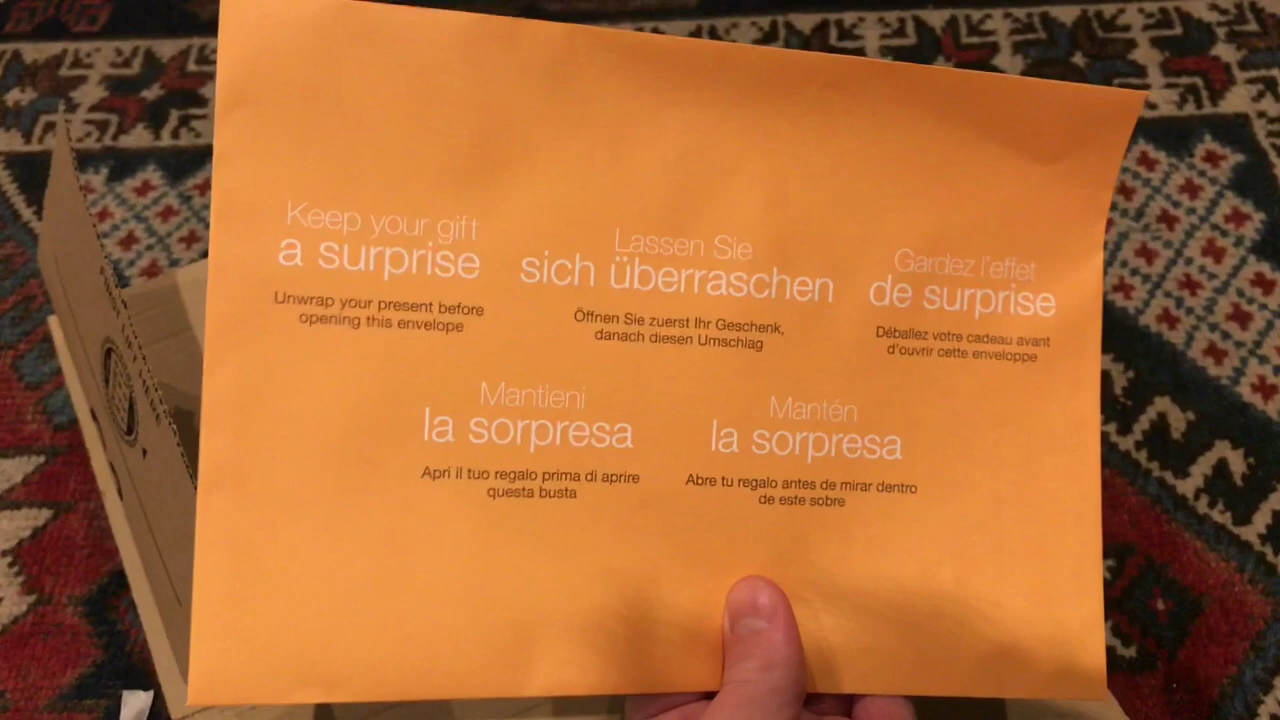 Keep your gift
a surprise
Unwrap your present before
opening this envelope
Lassen Sie
sich überraschen
Öffnen Sie zuerst Ihr Geschenk,
danach diesen Umschlag
Gardez l'effet
de surprise
Déballez votre cadeau avant
d'ouvrir cette enveloppe
Mantieni
la sorpresa
Apri il tuo regalo prima di aprire
questa busta
Mantén
la sorpresa
Abre tu regalo antes de mirar dentro
de este sobre